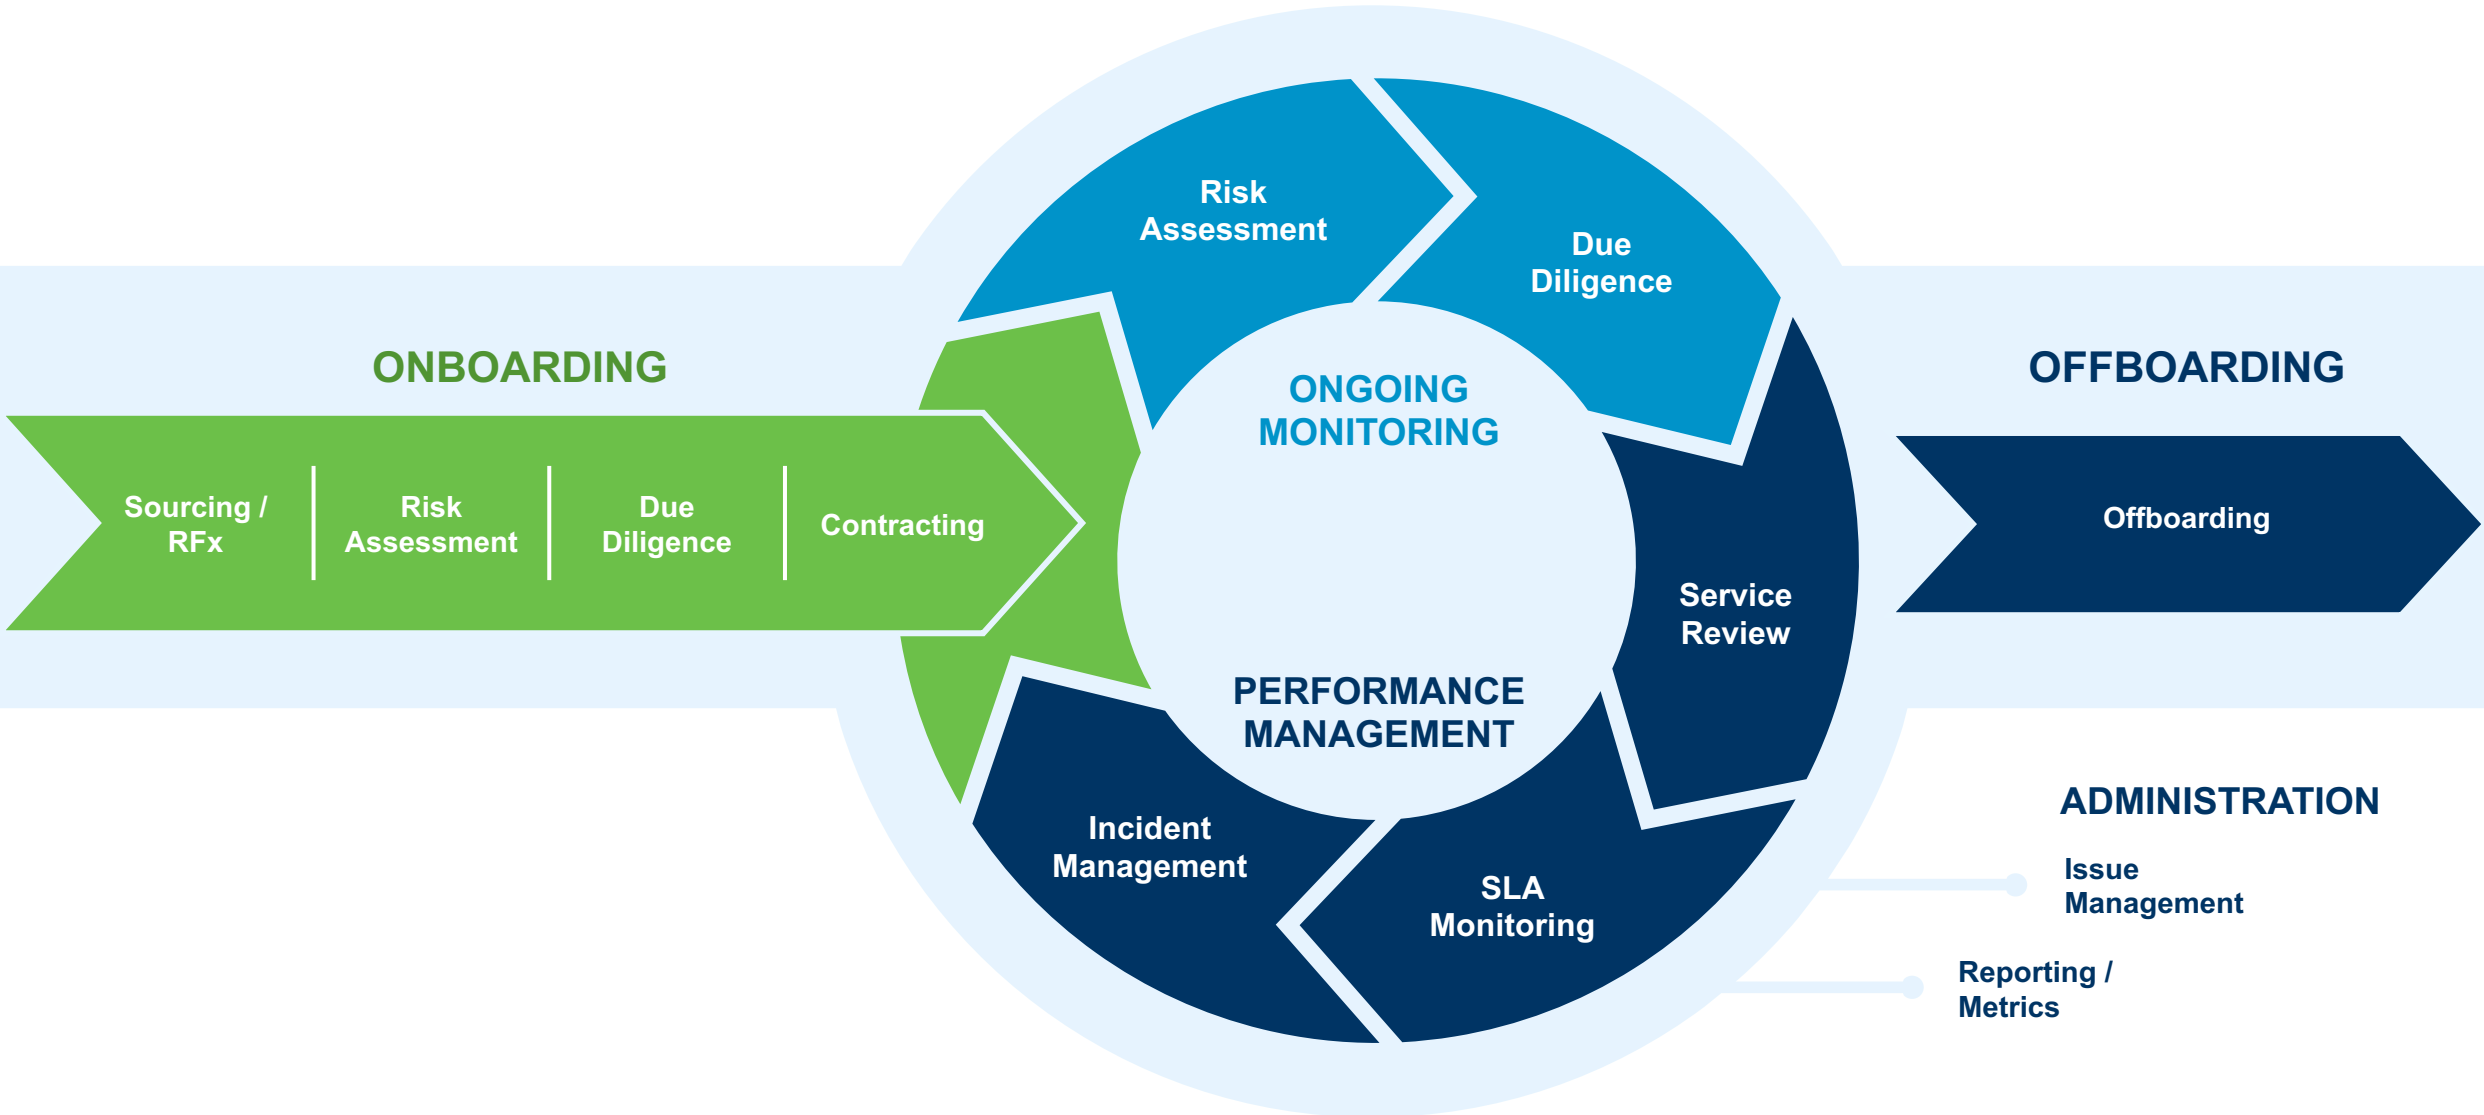 ONBOARDING
Sourcing /
RFx
Risk
Assessment
Due
Diligence
Contracting
Risk
Assessment
Due
Diligence
ONGOING
MONITORING
Service
Review
PERFORMANCE
MANAGEMENT
SLA
Monitoring
Incident
Management
OFFBOARDING
Offboarding
ADMINISTRATION
Issue
Management
Reporting /
Metrics